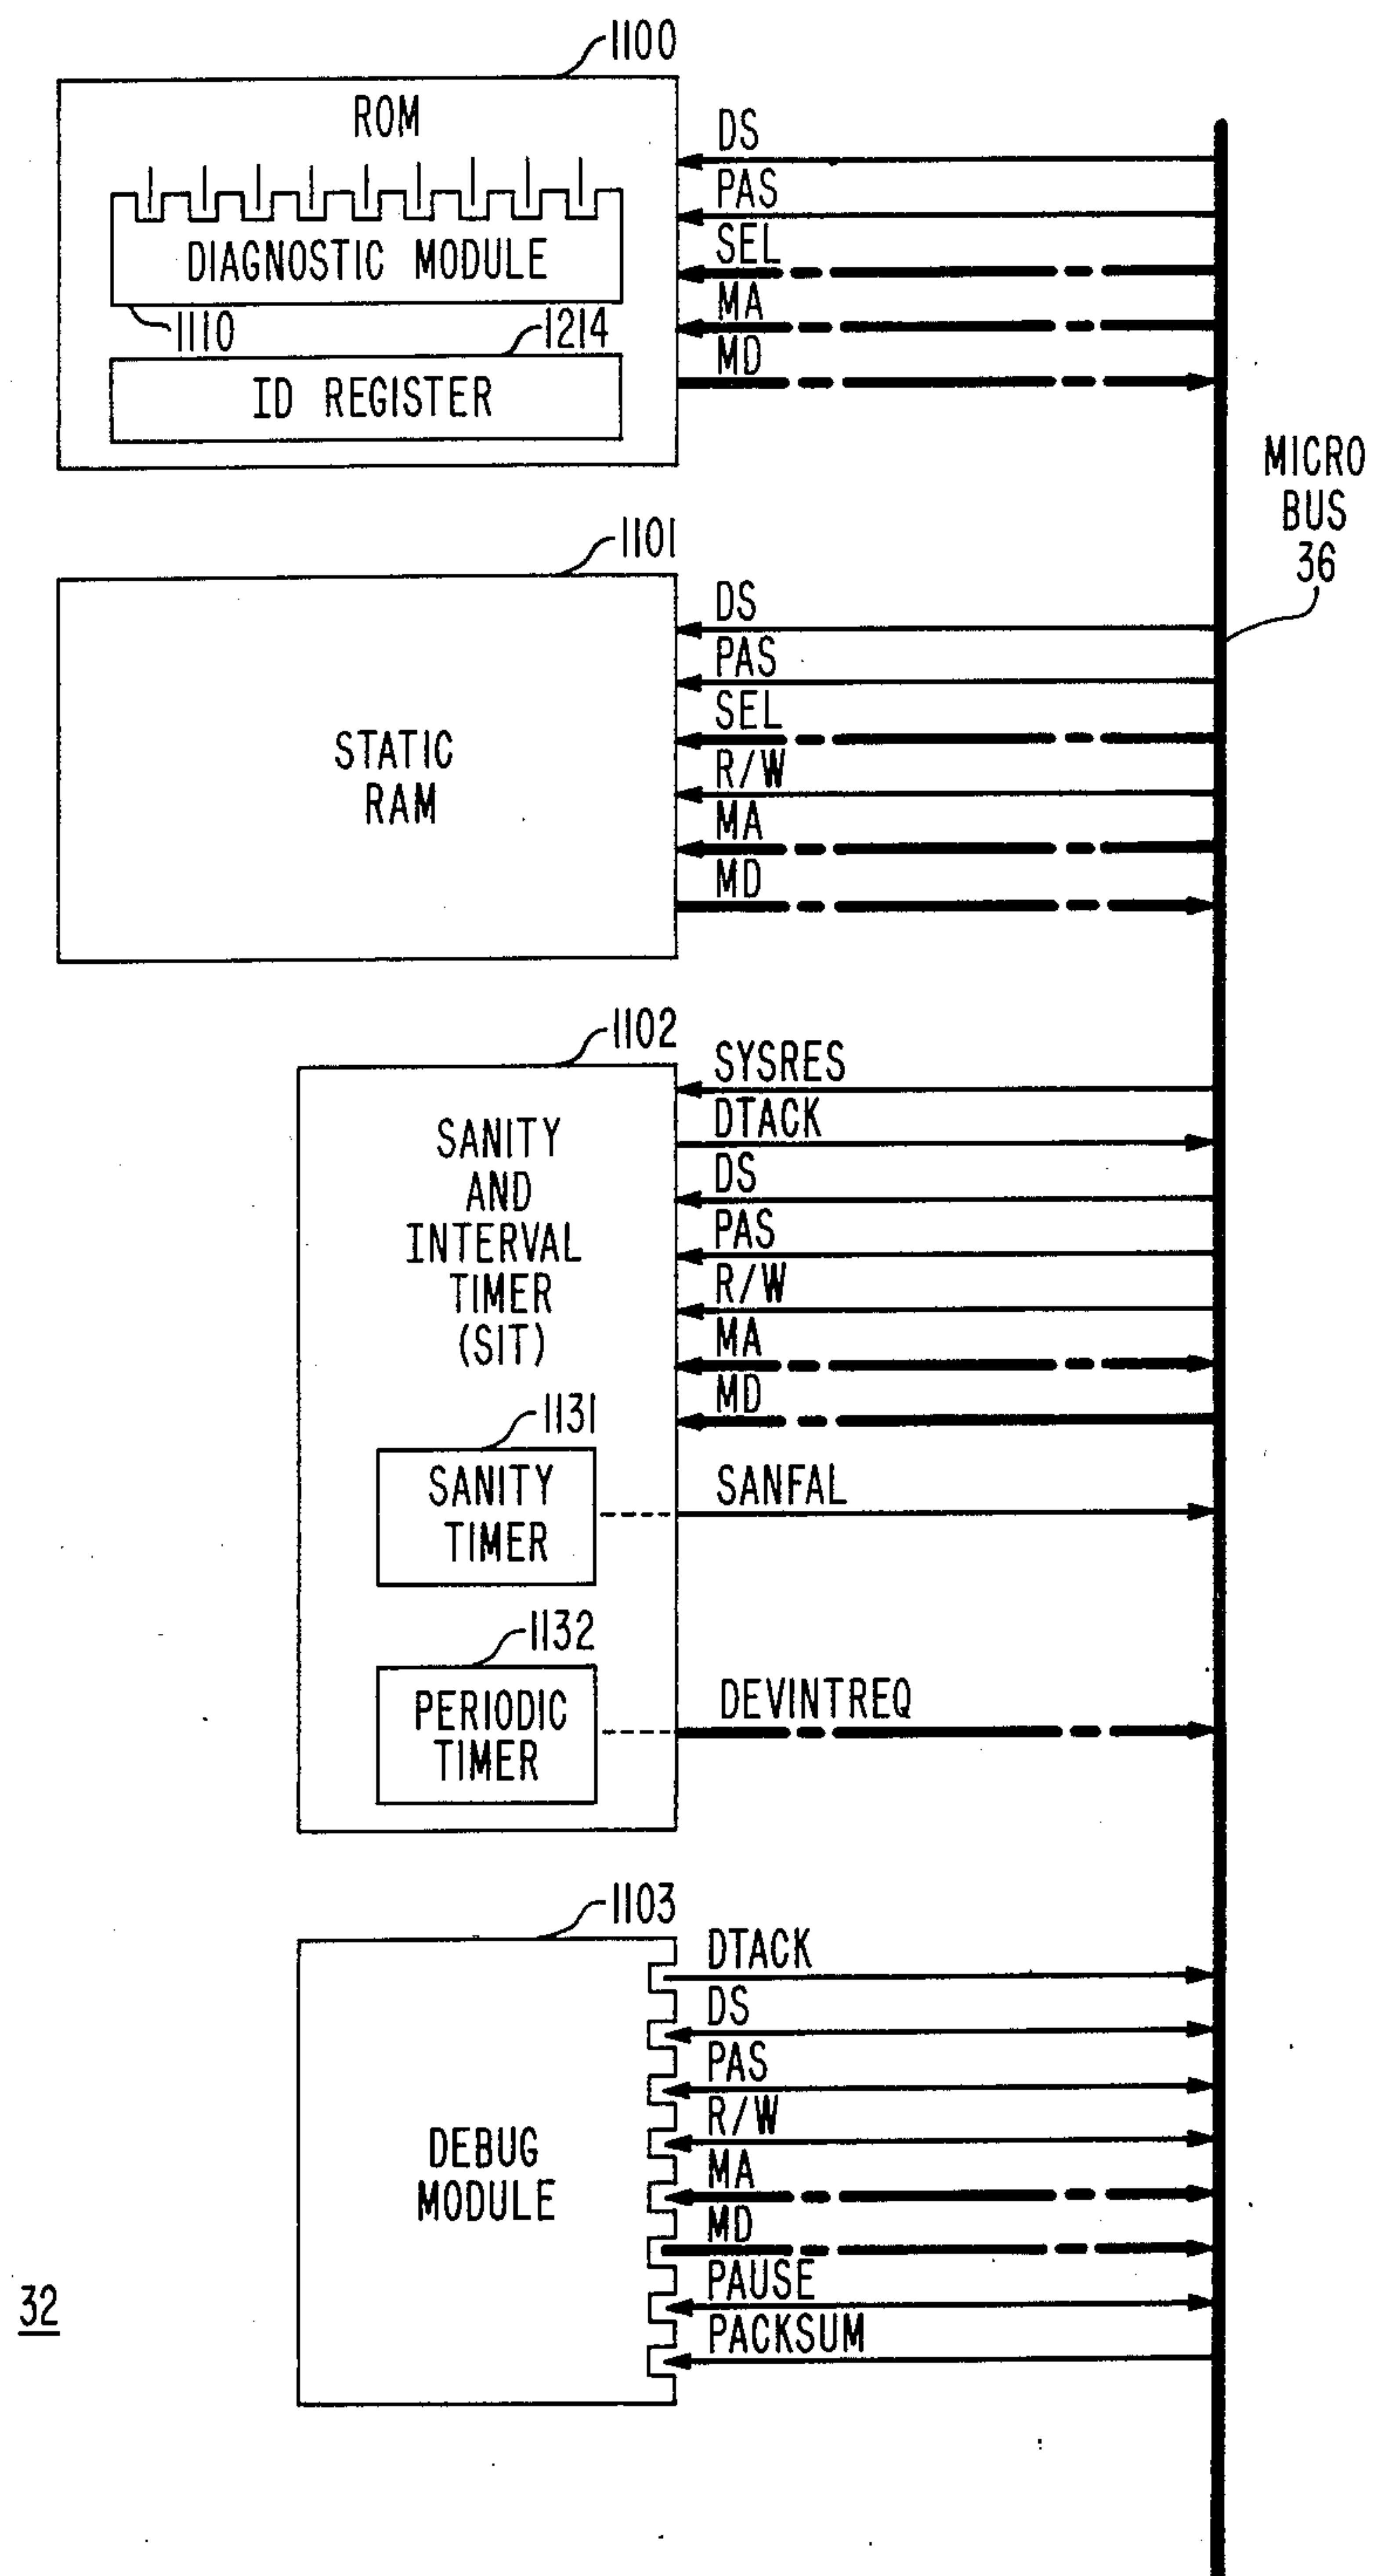 1100
ROM
DIAGNOSTIC MODULE
1110
1214
ID REGISTER
DS
PAS
SEL
MA
MD
MICRO
BUS
36
1101
STATIC
RAM
DS
PAS
SEL
R/W
MA
MD
1102
SANITY
AND
INTERVAL
TIMER
(SIT)
SYSRES
DTACK
DS
PAS
R/W
MA
MD
1131
SANITY
TIMER
SANFAL
1132
PERIODIC
TIMER
DEVINTREQ
1103
DEBUG
MODULE
DTACK
DS
PAS
R/W
MA
MD
PAUSE
PACKSUM
32